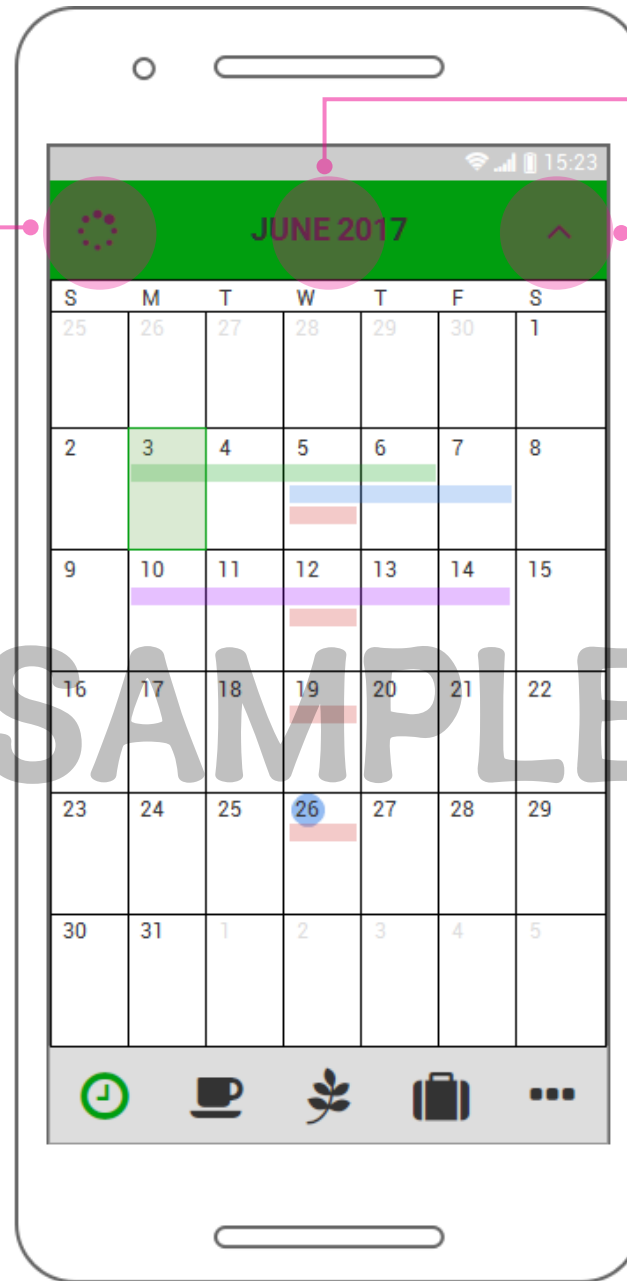 15:23
JUNE 2017
S M T W T F S
25 26 27 28 29 30 1
2 3 4 5 6 7 8
9 10 11 12 13 14 15
SAMPLE
16 17 18 19 20 21 22
23 24 25 26 27 28 29
30 31 1 2 3 4 5